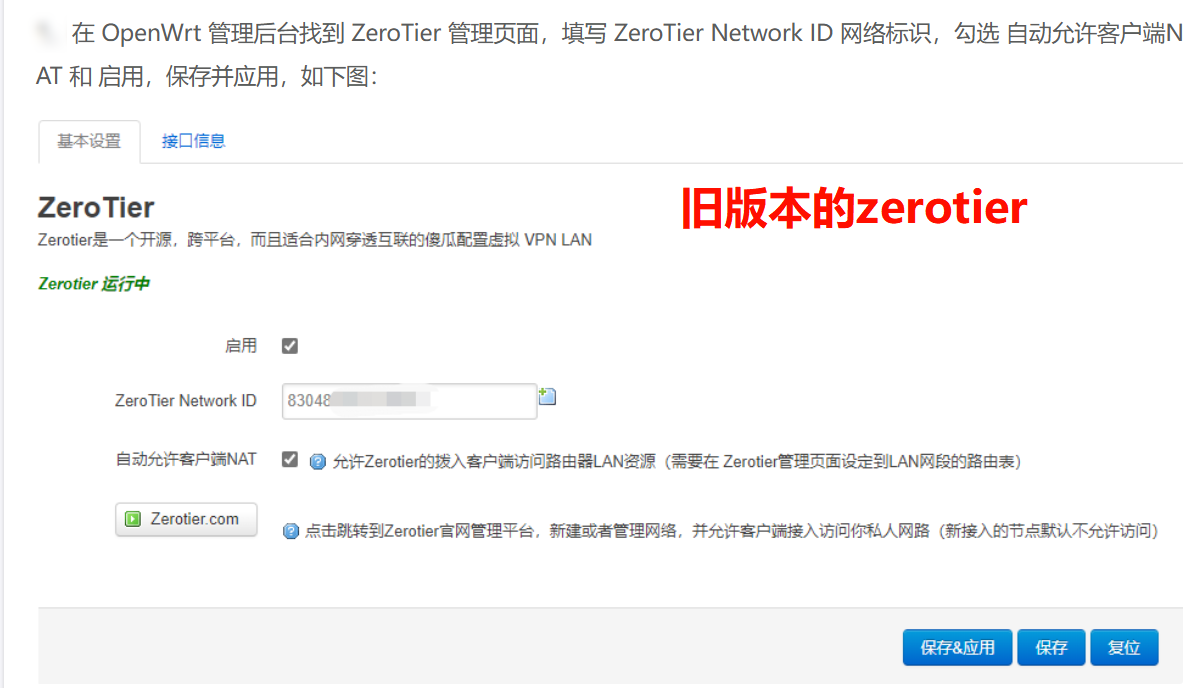 在 OpenWrt 管理后台找到 ZeroTier 管理页面，填写 ZeroTier Network ID 网络标识，勾选 自动允许客户端N
AT 和 启用，保存并应用，如下图：
基本设置 接口信息
ZeroTier
旧版本的zerotier
Zerotier是一个开源，跨平台，而且适合内网穿透互联的傻瓜配置虚拟 VPN LAN
Zerotier 运行中
启用
ZeroTier Network ID 83048
自动允许客户端NAT 允许Zerotier的拨入客户端访问路由器LAN资源（需要在 Zerotier管理页面设定到LAN网段的路由表）
Zerotier.com 点击跳转到Zerotier官网管理平台，新建或者管理网络，并允许客户端接入访问你私人网路（新接入的节点默认不允许访问）
保存&应用 保存 复位